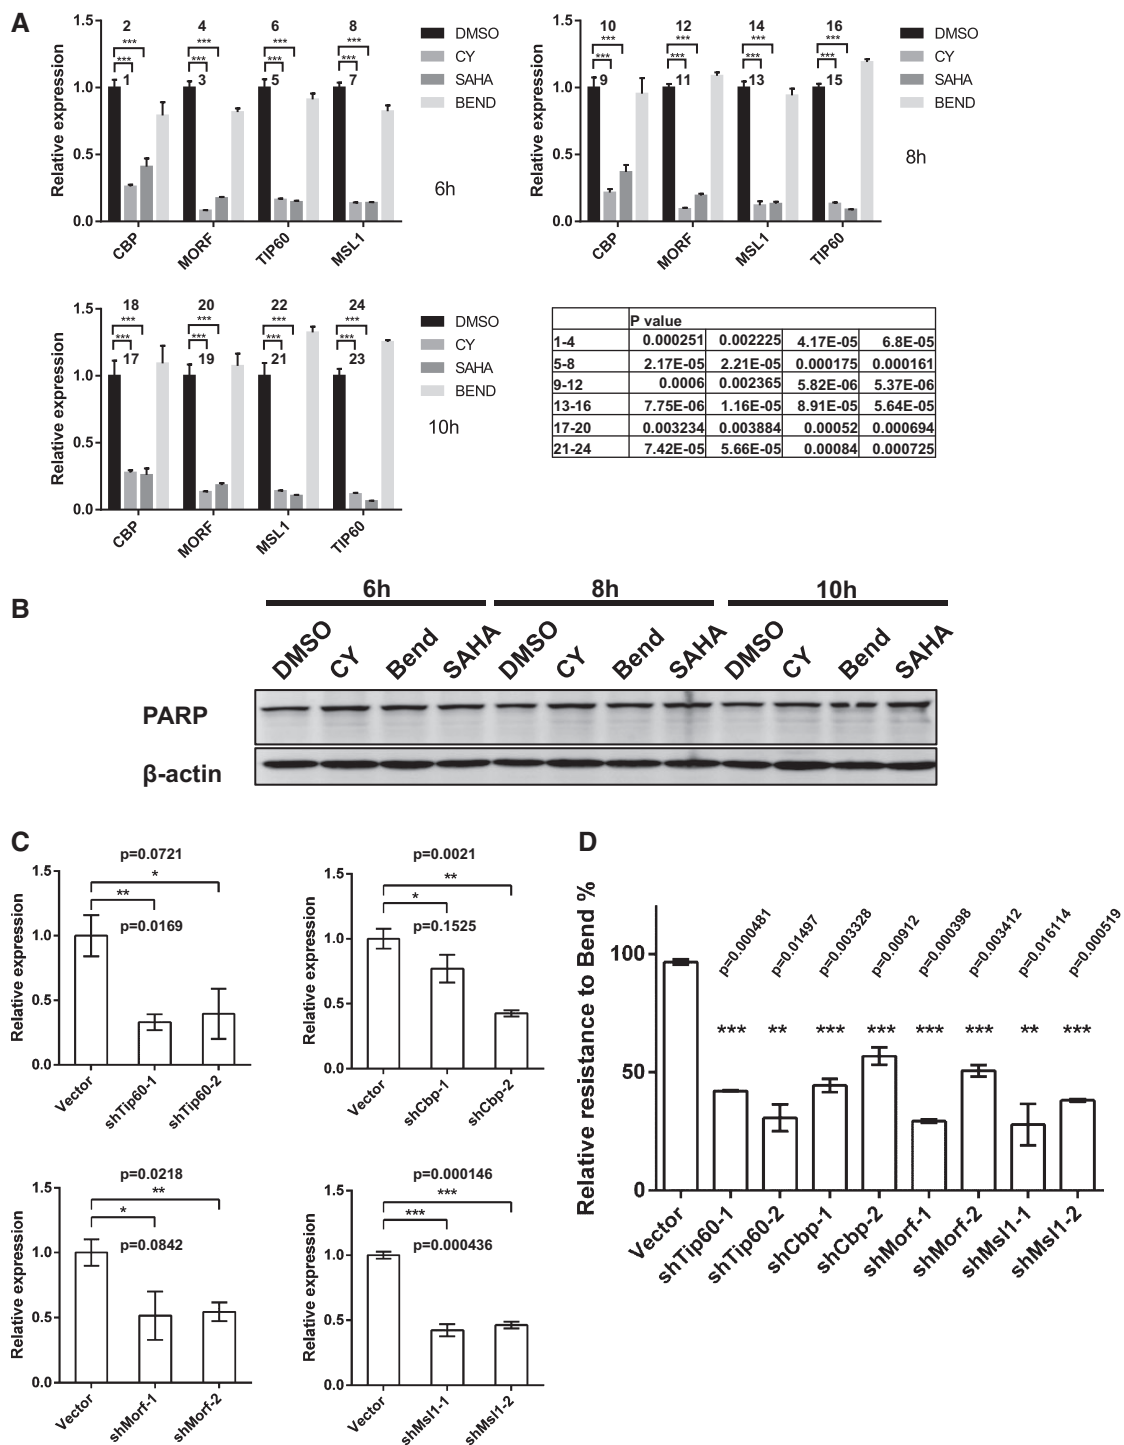 A
Relative expression
1.5
1.0
0.5
0.0
2 4 6 8
*** *** *** ***
*** *** *** ***
1 3 5 7
DMSO
CY
SAHA
BEND
6h
CBP MORF TIP60 MSL1
Relative expression
1.5
1.0
0.5
0.0
10 12 14 16
*** *** *** ***
*** *** *** ***
9 11 13 15
DMSO
CY
SAHA
BEND
8h
CBP MORF MSL1 TIP60
Relative expression
1.5
1.0
0.5
0.0
18 20 22 24
*** *** *** ***
*** *** *** ***
17 19 21 23
DMSO
CY
SAHA
BEND
10h
CBP MORF MSL1 TIP60
P value
1-4 0.000251 0.002225 4.17E-05 6.8E-05
5-8 2.17E-05 2.21E-05 0.000175 0.000161
9-12 0.0006 0.002365 5.82E-06 5.37E-06
13-16 7.75E-06 1.16E-05 8.91E-05 5.64E-05
17-20 0.003234 0.003884 0.00052 0.000694
21-24 7.42E-05 5.66E-05 0.00084 0.000725
B
6h 8h 10h
DMSO CY Bend SAHA DMSO CY Bend SAHA DMSO CY Bend SAHA
PARP
β-actin
C
p=0.0721
*
**
p=0.0169
Relative expression
1.5
1.0
0.5
0.0
Vector shTip60-1 shTip60-2
p=0.0021
**
*
p=0.1525
Relative expression
1.5
1.0
0.5
0.0
Vector shCbp-1 shCbp-2
p=0.0218
**
*
p=0.0842
Relative expression
1.5
1.0
0.5
0.0
Vector shMorf-1 shMorf-2
p=0.000146
***
***
p=0.000436
Relative expression
1.5
1.0
0.5
0.0
Vector shMsl1-1 shMsl1-2
D
Relative resistance to Bend %
100
50
0
p=0.000481 p=0.01497 p=0.003328 p=0.00912 p=0.000398 p=0.003412 p=0.016114 p=0.000519
*** ** *** *** *** *** ** ***
Vector shTip60-1 shTip60-2 shCbp-1 shCbp-2 shMorf-1 shMorf-2 shMsl1-1 shMsl1-2